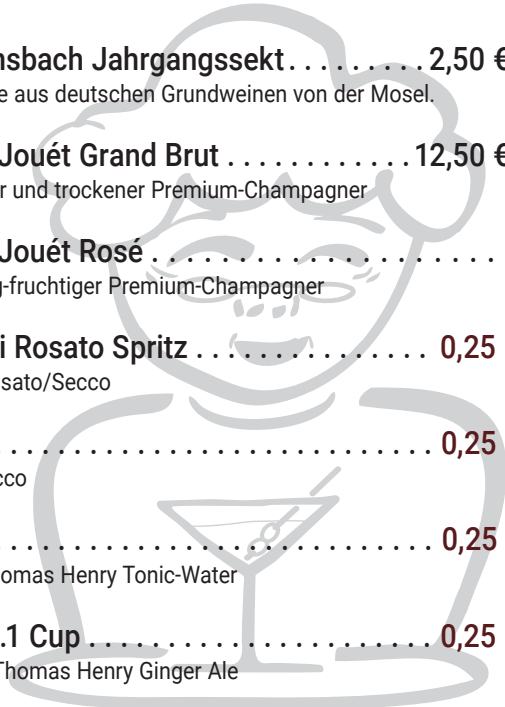 nsbach Jahrgangssekt......... 2,50 €
e aus deutschen Grundweinen von der Mosel.
Jouét Grand Brut ............ 12,50 €
r und trockener Premium-Champagner
Jouét Rosé .....................
g-fruchtiger Premium-Champagner
i Rosato Spritz ............... 0,25
sato/Secco
............................. 0,25
cco
............................. 0,25
omas Henry Tonic-Water
.1 Cup ....................... 0,25
Thomas Henry Ginger Ale